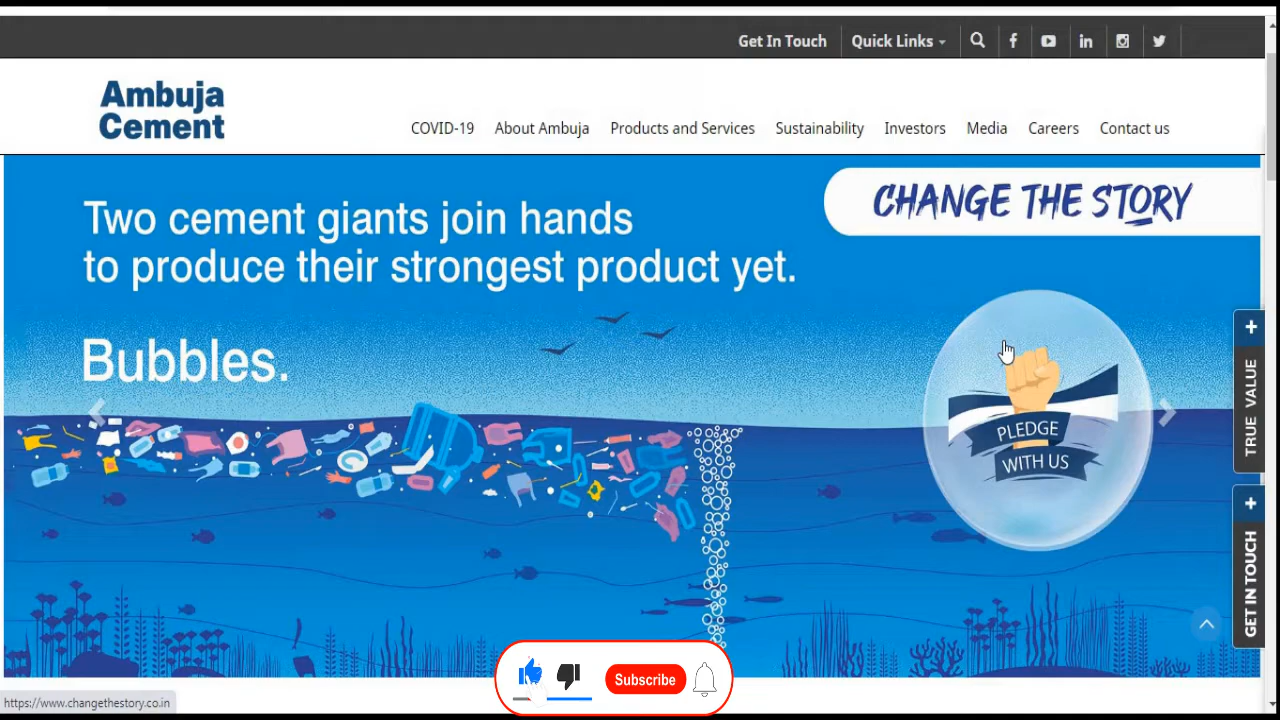 Get In Touch
Quick Links
Ambuja
Cement
COVID-19
About Ambuja
Products and Services
Sustainability
Investors
Media
Careers
Contact us
CHANGE THE STORY
Two cement giants join hands
to produce their strongest product yet.
Bubbles.
PLEDGE
WITH US
TRUE VALUE
GET IN TOUCH
Subscribe
https://www.changethestory.co.in